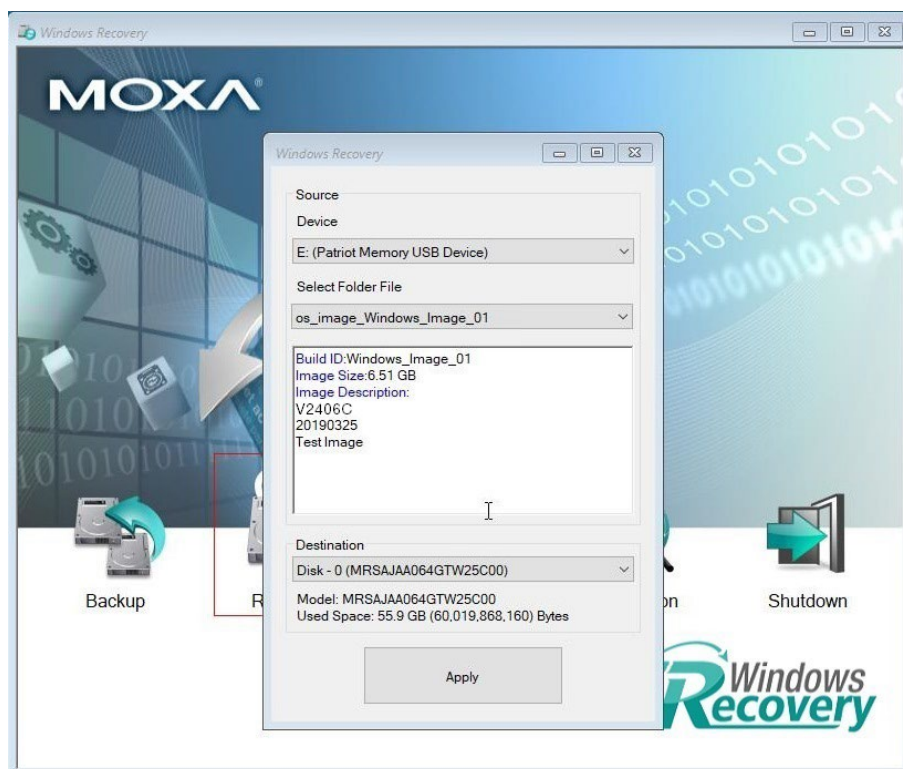 Windows Recovery
MOXA®
Windows Recovery
Source
Device
E: (Patriot Memory USB Device)
Select Folder File
os_image_Windows_Image_01
Build ID:Windows_Image_01
Image Size:6.51 GB
Image Description:
V2406C
20190325
Test Image
Destination
Disk - 0 (MRSAJAA064GTW25C00)
Model: MRSAJAA064GTW25C00
Used Space: 55.9 GB (60,019,868,160) Bytes
Apply
Backup
R
on
Shutdown
Windows
Recovery